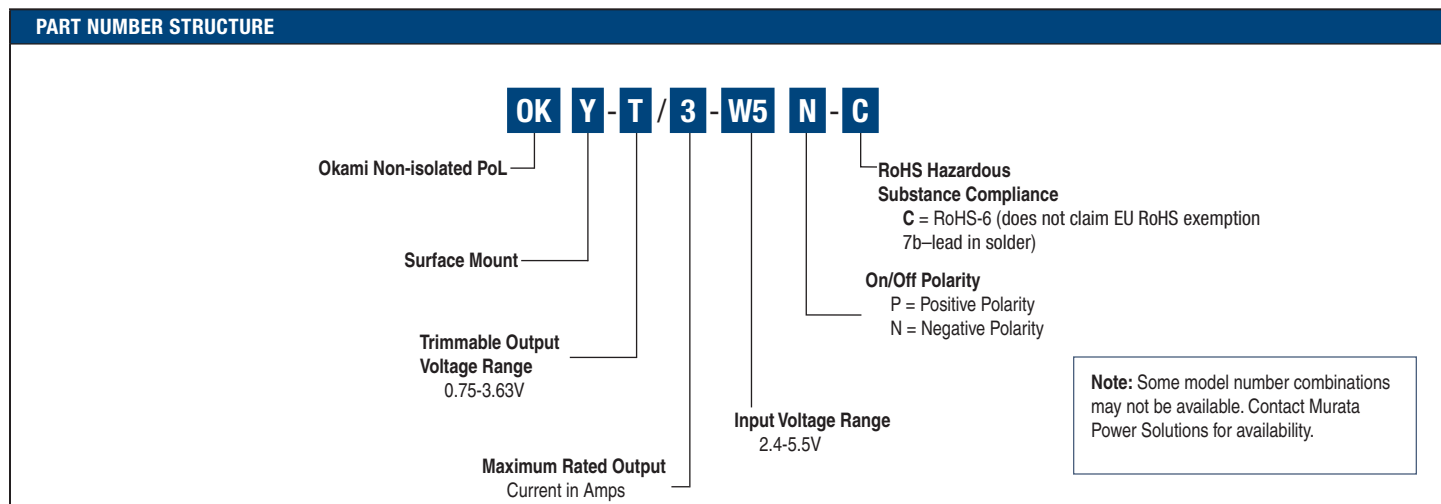 PART NUMBER STRUCTURE
OK Y - T / 3 - W5 N - C
Okami Non-isolated PoL
Surface Mount
Trimmable Output
Voltage Range
0.75-3.63V
Maximum Rated Output
Current in Amps
Input Voltage Range
2.4-5.5V
On/Off Polarity
P = Positive Polarity
N = Negative Polarity
RoHS Hazardous
Substance Compliance
C = RoHS-6 (does not claim EU RoHS exemption
7b–lead in solder)
Note: Some model number combinations
may not be available. Contact Murata
Power Solutions for availability.